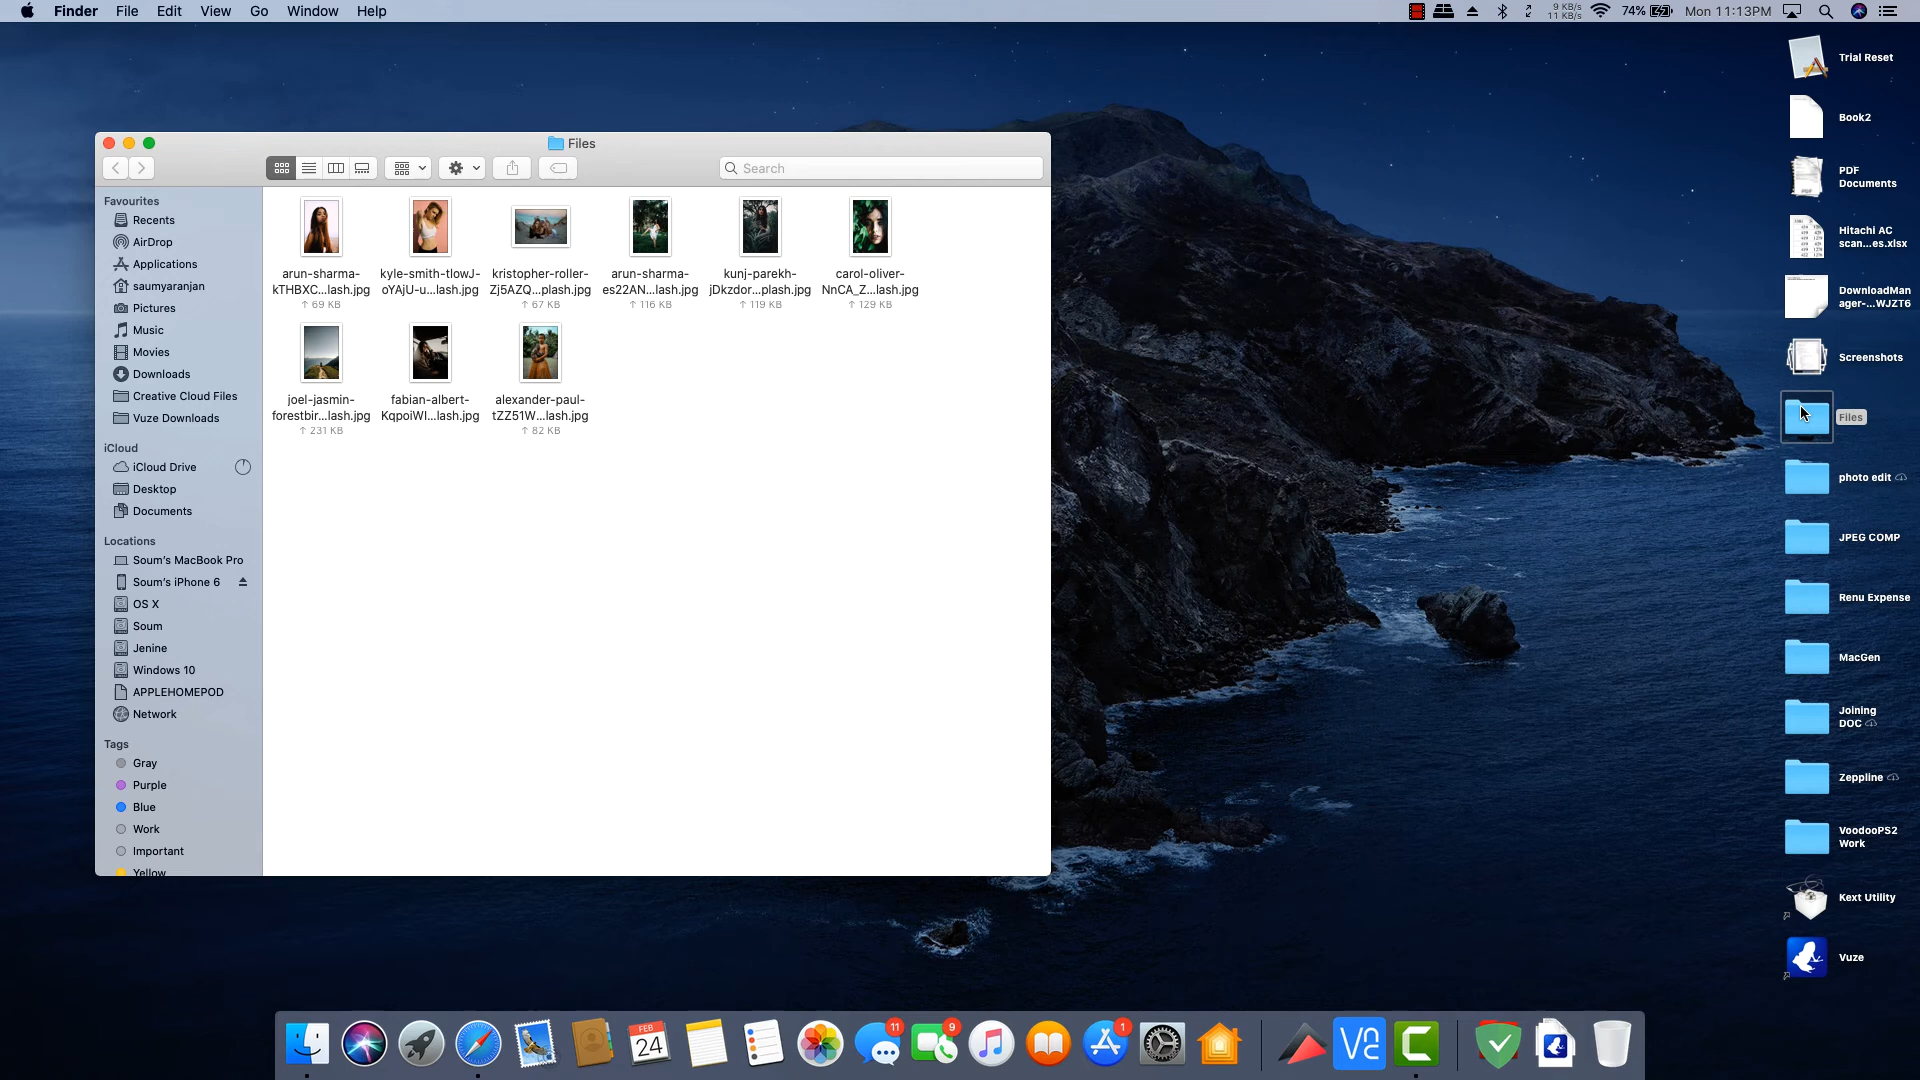 Finder File Edit View Go Window Help
9 KB/s
11 KB/s
74%
Mon 11:13PM
Files
Search
Favourites
Recents
AirDrop
Applications
saumyaranjan
Pictures
Music
Movies
Downloads
Creative Cloud Files
Vuze Downloads
iCloud
iCloud Drive
Desktop
Documents
Locations
Soum's MacBook Pro
Soum's iPhone 6
OS X
Soum
Jenine
Windows 10
APPLEHOMEPOD
Network
Tags
Gray
Purple
Blue
Work
Important
Yellow
arun-sharma-
kTHBXC...lash.jpg
↑ 69 KB
kyle-smith-tlowJ-
oYAjU-u...lash.jpg
kristopher-roller-
Zj5AZQ...plash.jpg
↑ 67 KB
arun-sharma-
es22AN...lash.jpg
↑ 116 KB
kunj-parekh-
jDkzdor...plash.jpg
↑ 119 KB
carol-oliver-
NnCA_Z...lash.jpg
↑ 129 KB
joel-jasmin-
forestbir...lash.jpg
↑ 231 KB
fabian-albert-
KqpoiWI...lash.jpg
alexander-paul-
tZZ51W...lash.jpg
↑ 82 KB
Trial Reset
Book2
PDF
Documents
Hitachi AC
scan...es.xlsx
DownloadMan
ager-...WJZT6
Screenshots
Files
photo edit
JPEG COMP
Renu Expense
MacGen
Joining
DOC
Zeppline
VoodooPS2
Work
Kext Utility
Vuze
FEB
24
11
9
1